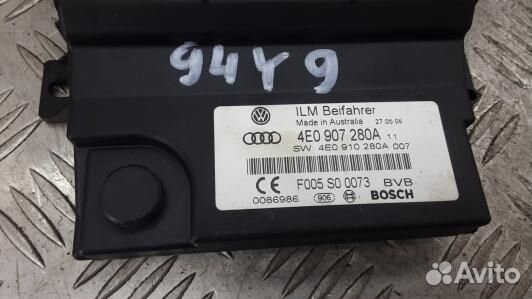 94Y9
ILM Beifahrer
Made in Australia 27.05.06
4E0 907 280A 11
SW: 4E0 910 280A 007
CE F005 S0 0073 BVB
0086986 906 BOSCH
Avito